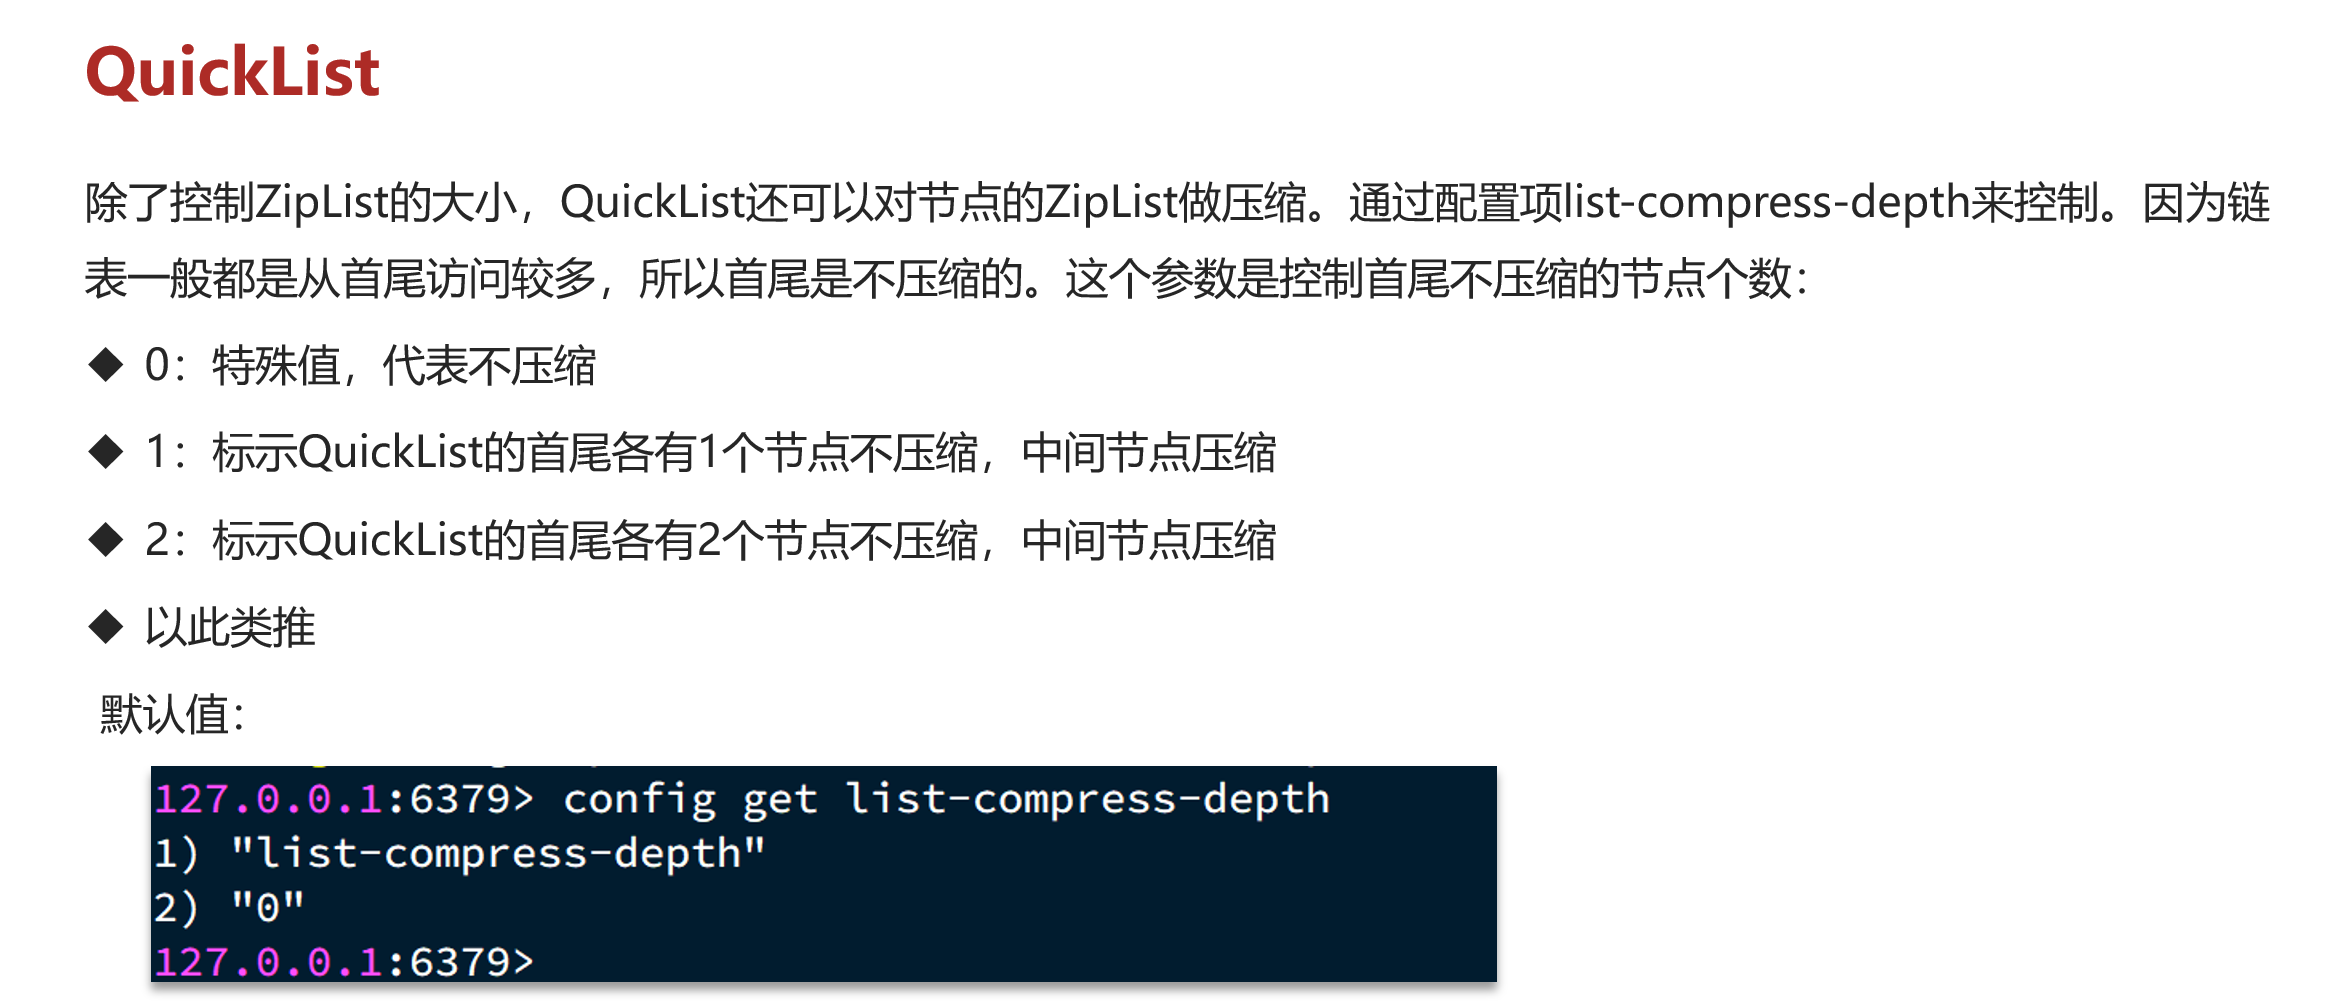 QuickList
除了控制ZipList的大小，QuickList还可以对节点的ZipList做压缩。通过配置项list-compress-depth来控制。因为链
表一般都是从首尾访问较多，所以首尾是不压缩的。这个参数是控制首尾不压缩的节点个数：
◆ 0：特殊值，代表不压缩
◆ 1：标示QuickList的首尾各有1个节点不压缩，中间节点压缩
◆ 2：标示QuickList的首尾各有2个节点不压缩，中间节点压缩
◆ 以此类推
默认值：
127.0.0.1:6379> config get list-compress-depth
1) "list-compress-depth"
2) "0"
127.0.0.1:6379>